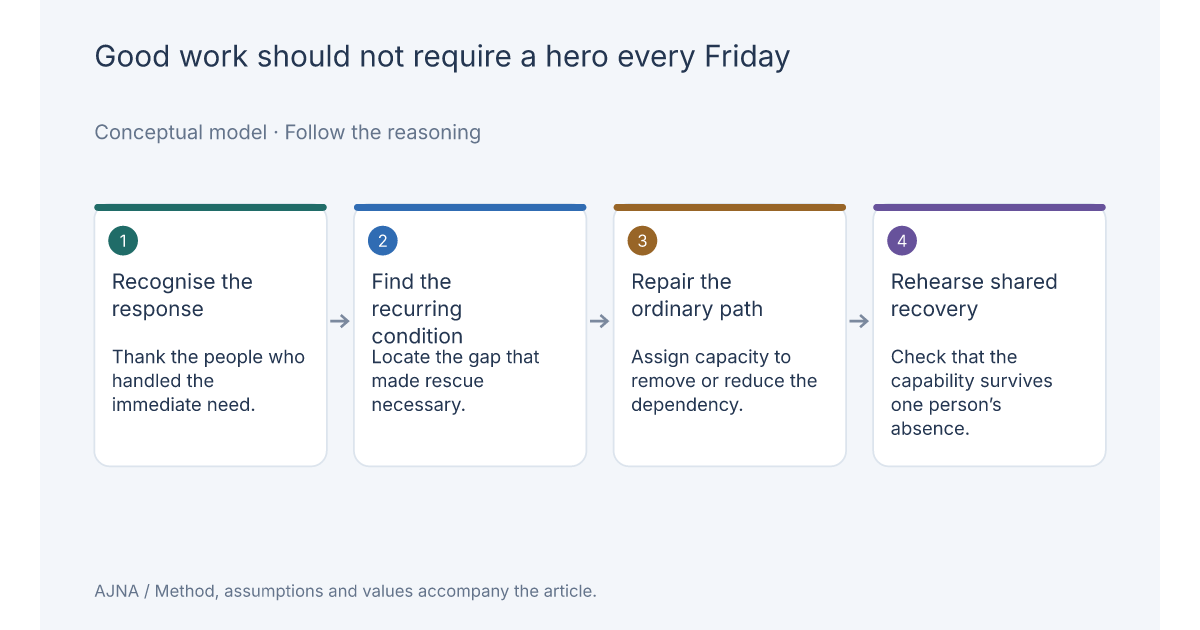 Good work should not require a hero every Friday
Conceptual model · Follow the reasoning
1
Recognise the
response
Thank the people who
handled the
immediate need.
2
Find the
recurring
condition
Locate the gap that
made rescue
necessary.
3
Repair the
ordinary path
Assign capacity to
remove or reduce the
dependency.
4
Rehearse shared
recovery
Check that the
capability survives
one person’s
absence.
AJNA / Method, assumptions and values accompany the article.